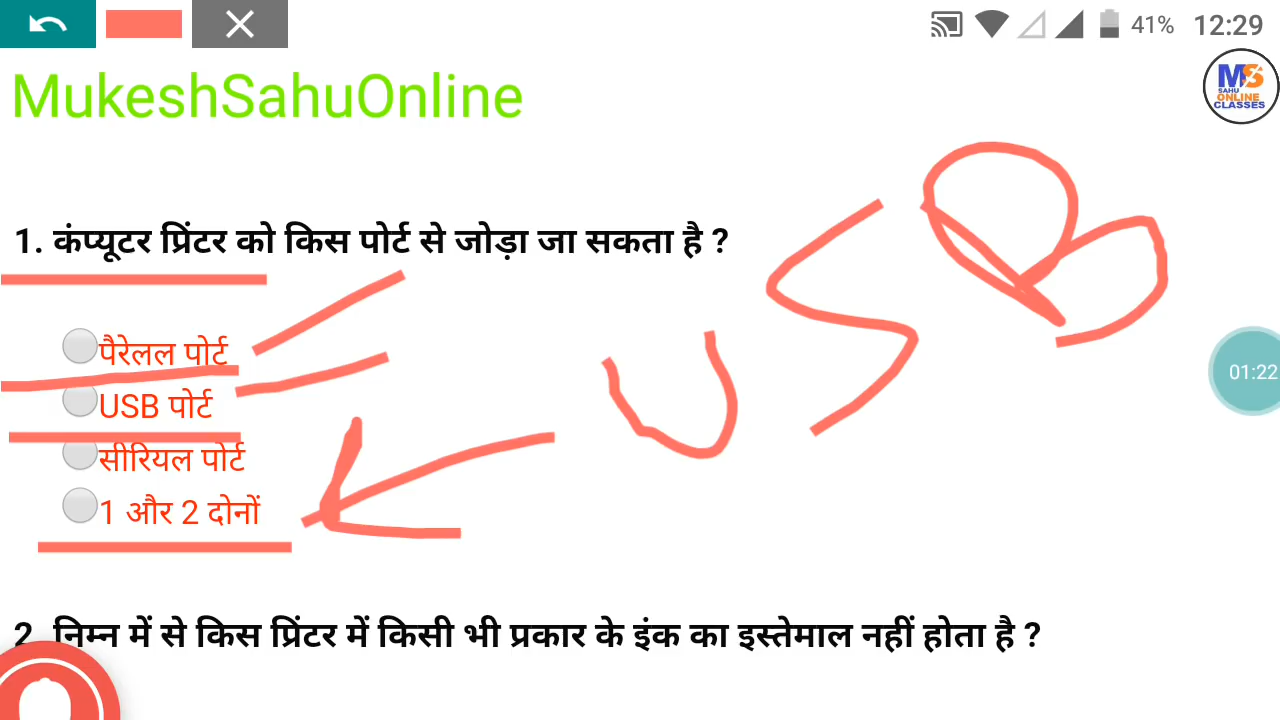 41% 12:29
MukeshSahuOnline
MS
SAHU
ONLINE
CLASSES
1. कंप्यूटर प्रिंटर को किस पोर्ट से जोड़ा जा सकता है ?
USB
पैरेलल पोर्ट
01:22
USB पोर्ट
सीरियल पोर्ट
1 और 2 दोनों
2. निम्न में से किस प्रिंटर में किसी भी प्रकार के इंक का इस्तेमाल नहीं होता है ?